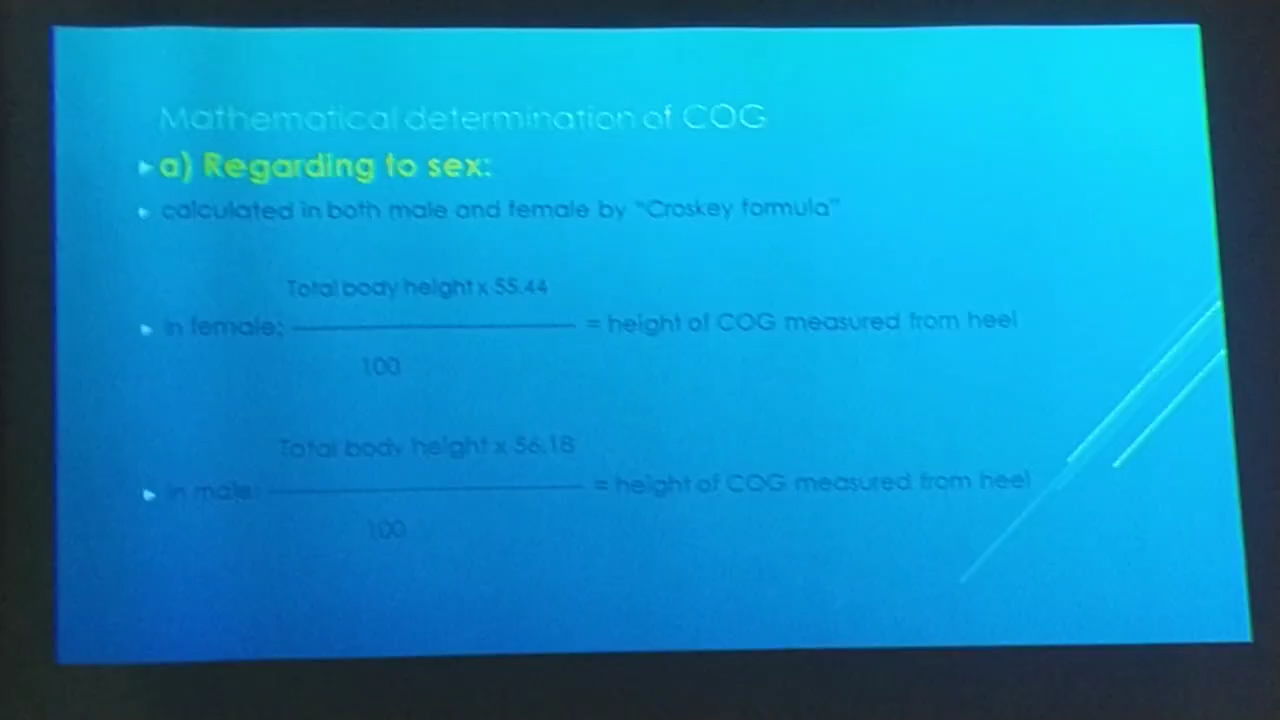 Mathematical determination of COG
a) Regarding to sex:
calculated in both male and female by "Croskey formula"
Total body height x 55.44
in female: = height of COG measured from heel
100
Total body height x 56.18
in male: = height of COG measured from heel
100